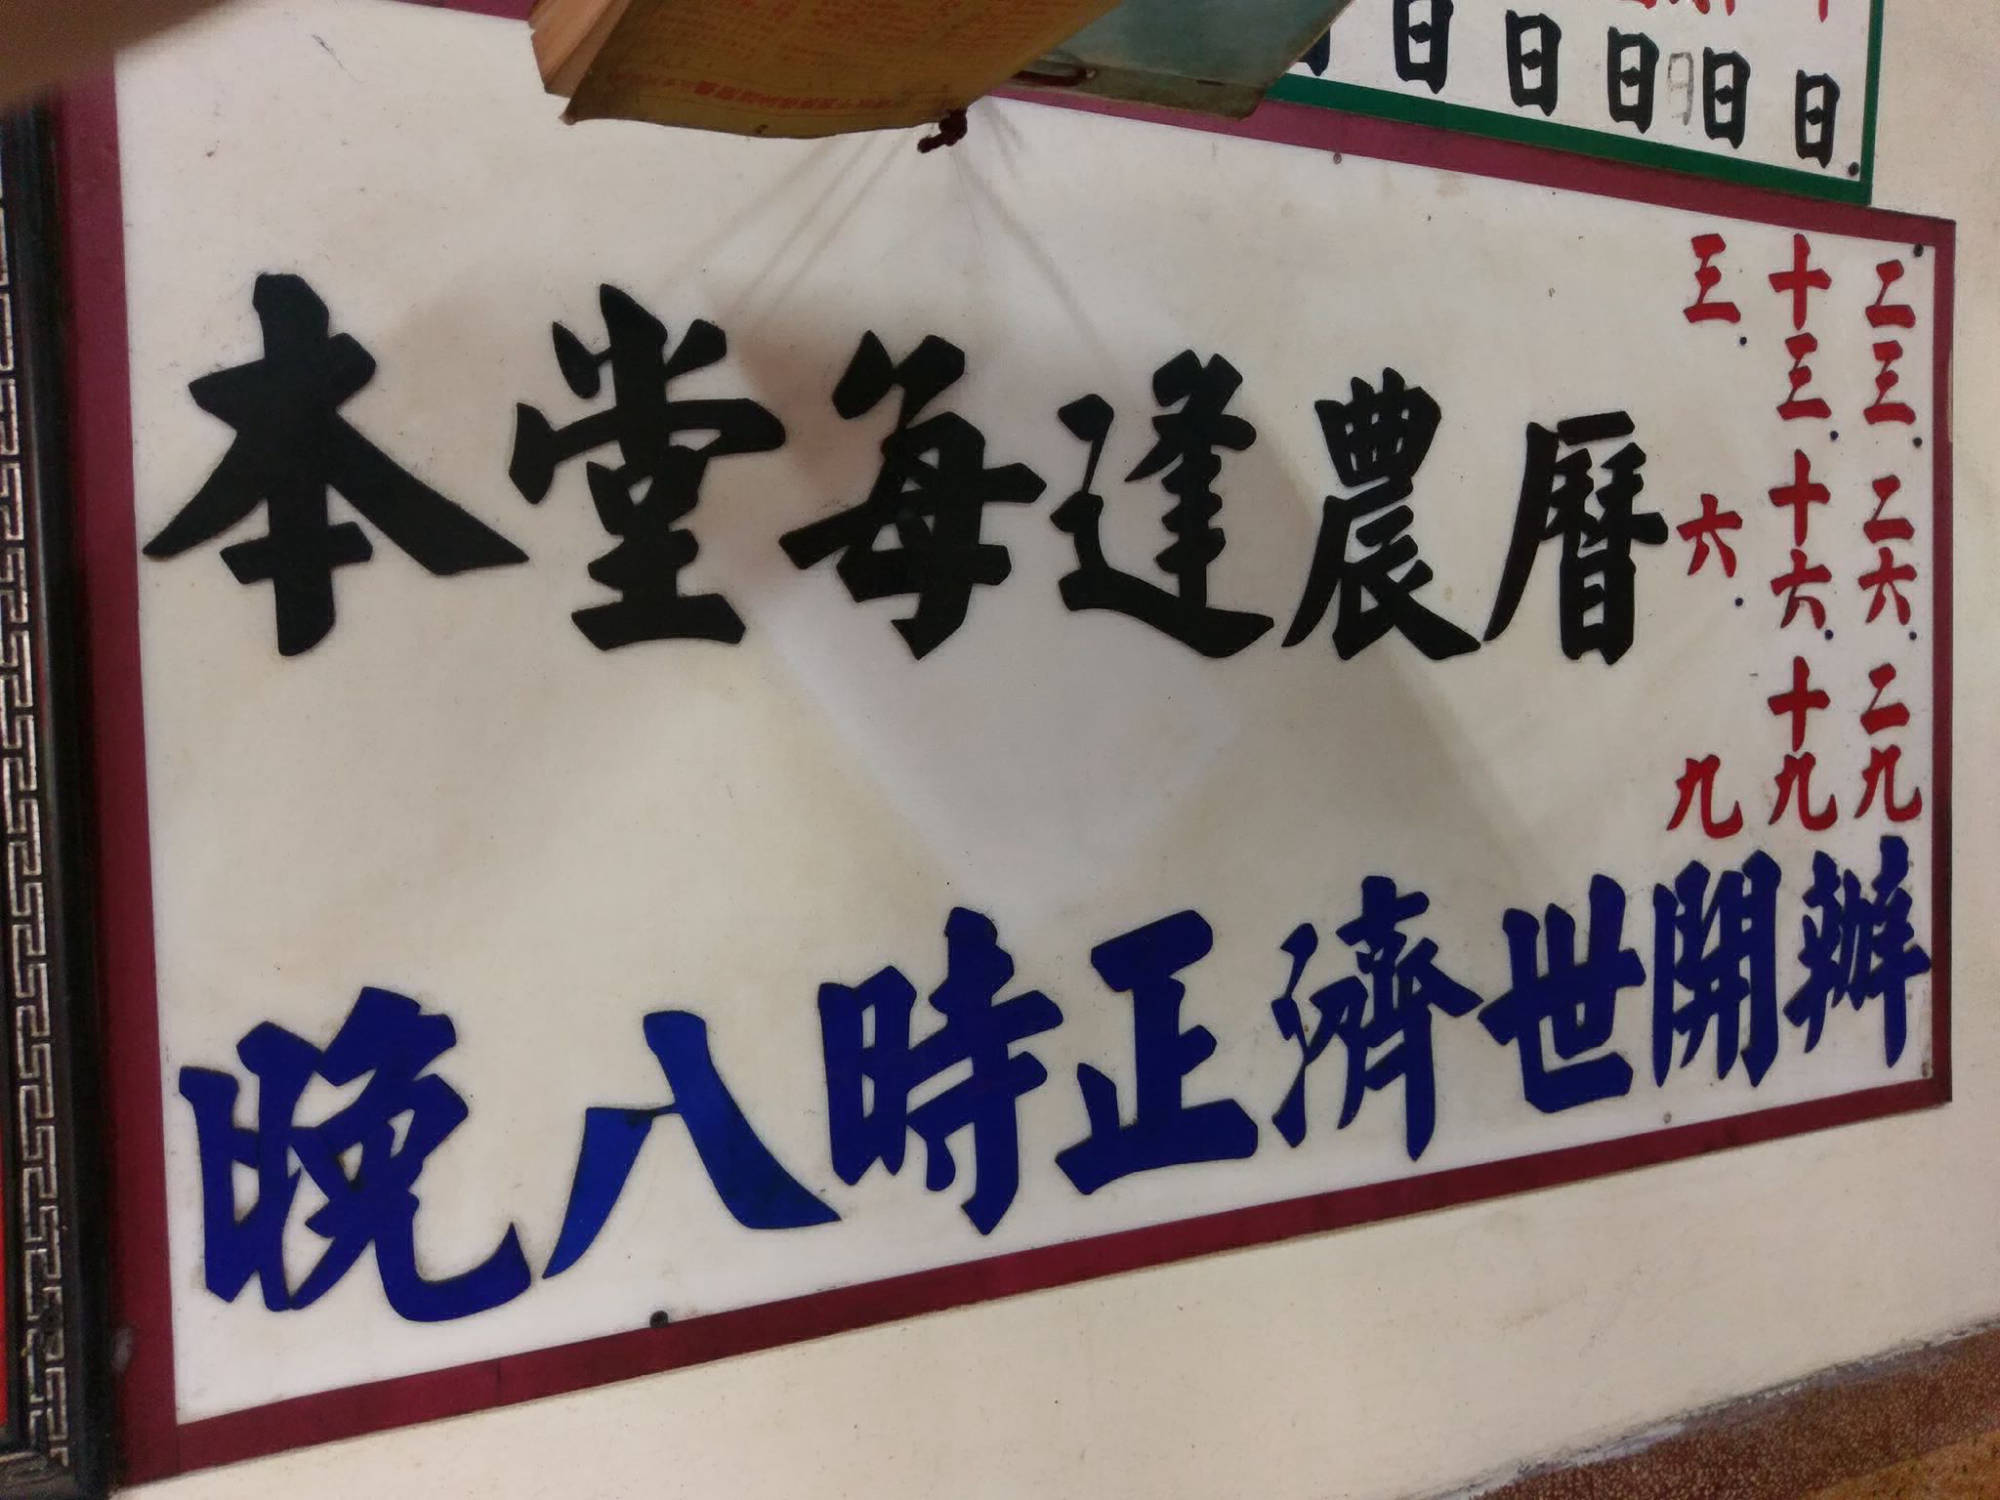 日日日日日
本堂每逢農曆
三.六.九
十三.十六.十九
二三.二六.二九
晚八時正濟世開辦